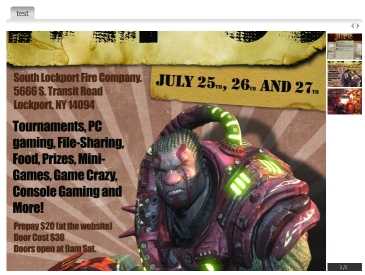 test
South Lockport Fire Company.
5666 S. Transit Road
Lockport, NY 14094
JULY 25TH, 26TH AND 27TH
Tournaments, PC
gaming, File-Sharing,
Food, Prizes, Mini-
Games, Game Crazy,
Console Gaming and
More!
Prepay $20 (at the website)
Door Cost $30
Doors open at 9am Sat.
2/3